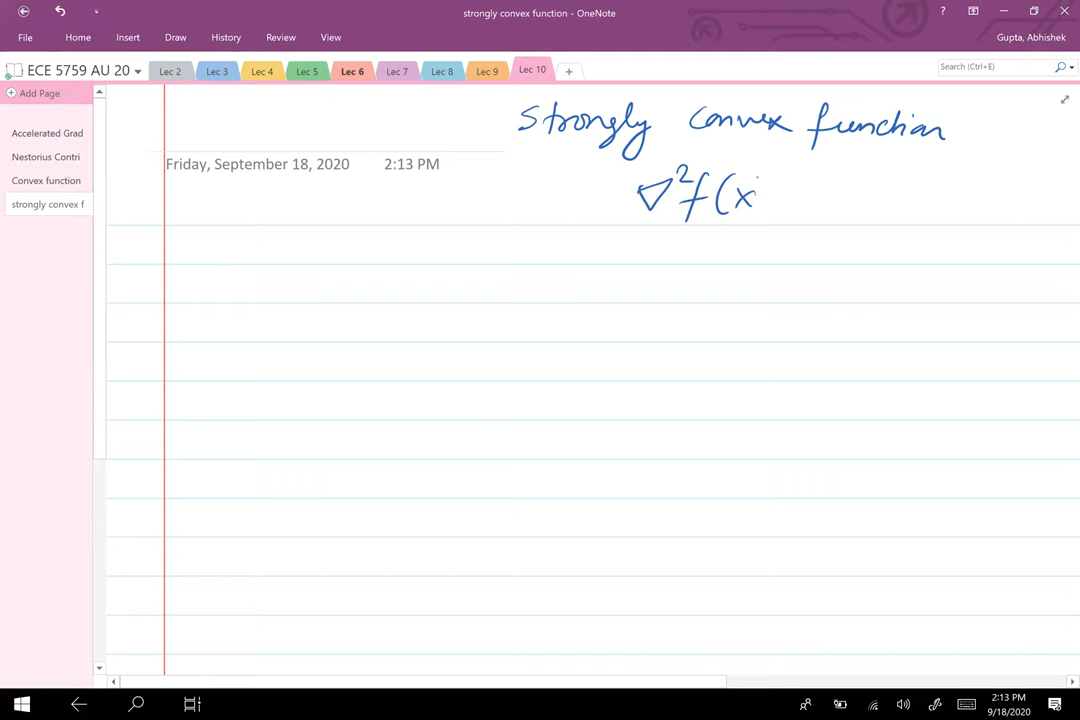 strongly convex function - OneNote
?
File
Home
Insert
Draw
History
Review
View
Gupta, Abhishek
ECE 5759 AU 20
Lec 2
Lec 3
Lec 4
Lec 5
Lec 6
Lec 7
Lec 8
Lec 9
Lec 10
+
Search (Ctrl+E)
Add Page
Accelerated Grad
Nestorius Contri
Convex function
strongly convex f
Strongly convex function
Friday, September 18, 2020 2:13 PM
∇²f(x
2:13 PM
9/18/2020